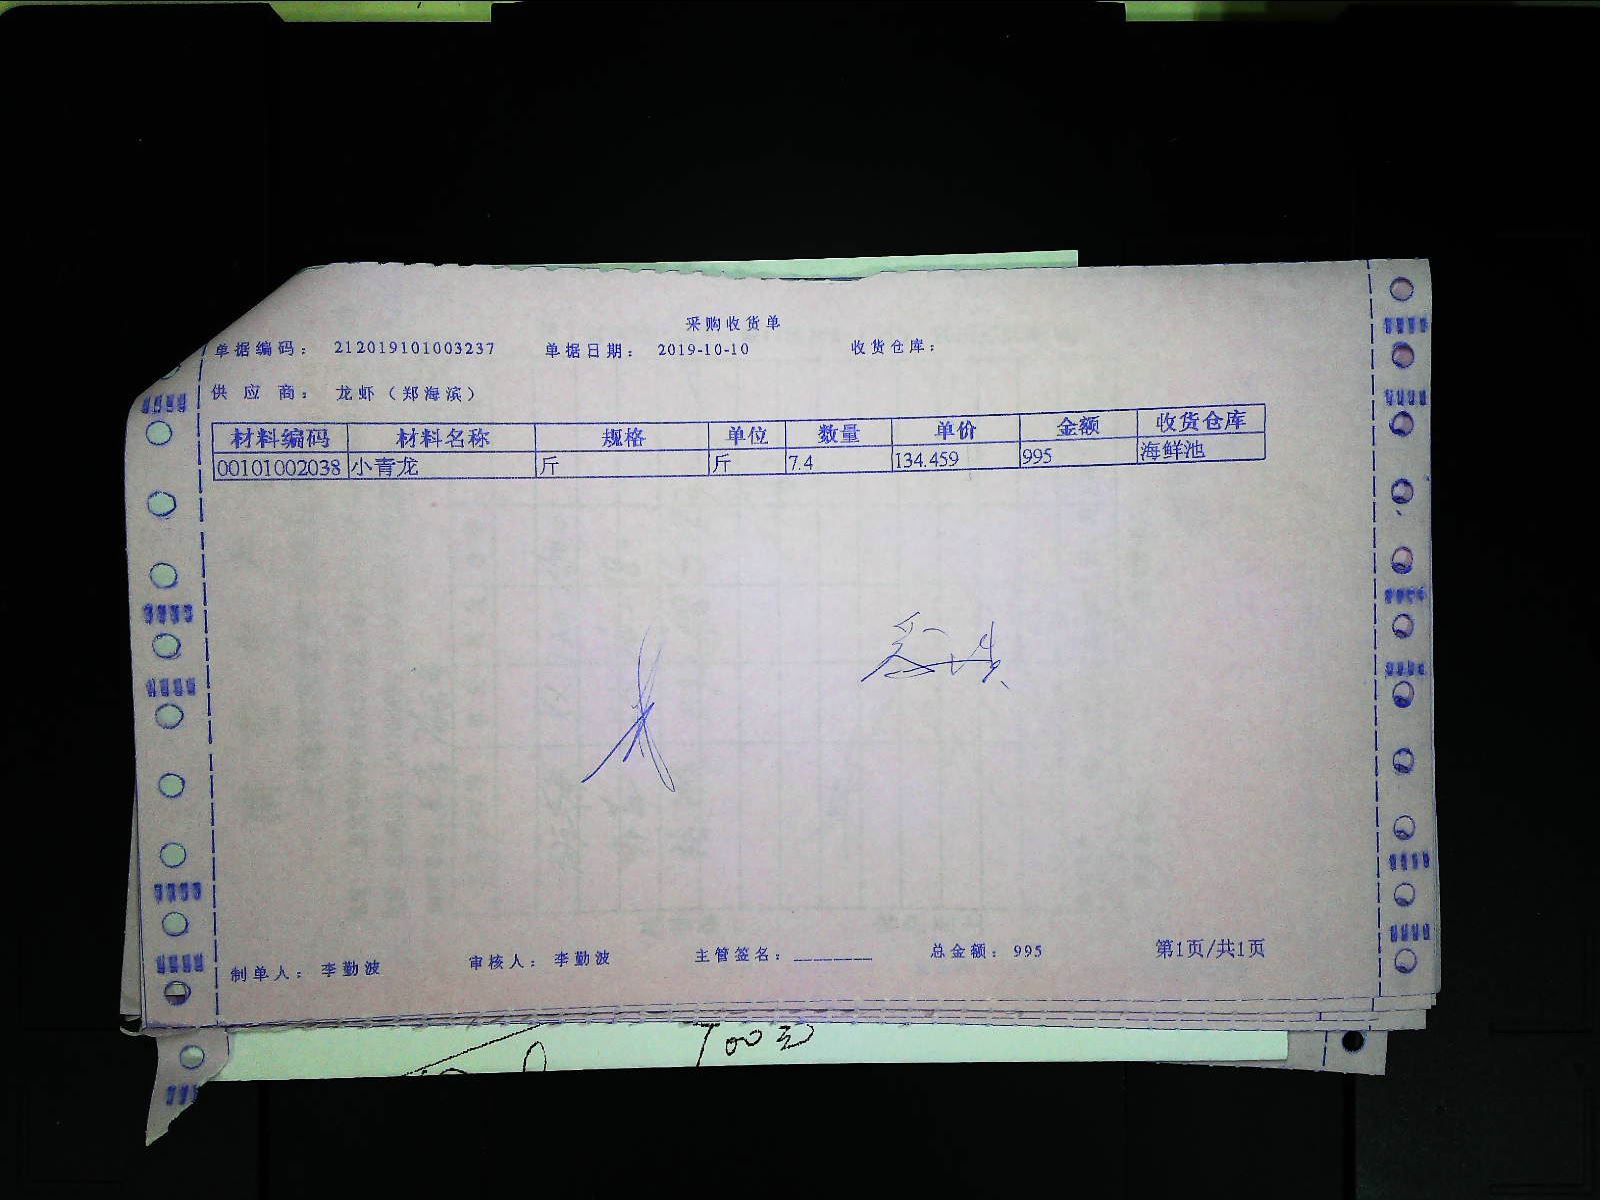 采购收货单
单据编码： 212019101003237 单据日期： 2019-10-10 收货仓库：
供应商： 龙虾（郑海滨）
材料编码 材料名称 规格 单位 数量 单价 金额 收货仓库
00101002038 小青龙 斤 斤 7.4 134.459 995 海鲜池
制单人： 李勤波 审核人： 李勤波 主管签名：________ 总金额： 995 第1页/共1页